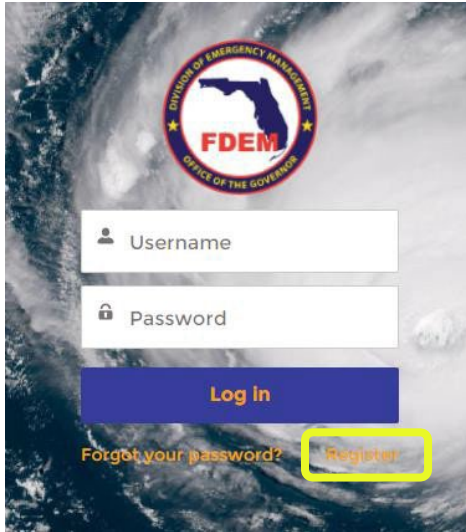 DIVISION OF EMERGENCY MANAGEMENT
FDEM
OFFICE OF THE GOVERNOR
Username
Password
Log in
Forgot your password? Register